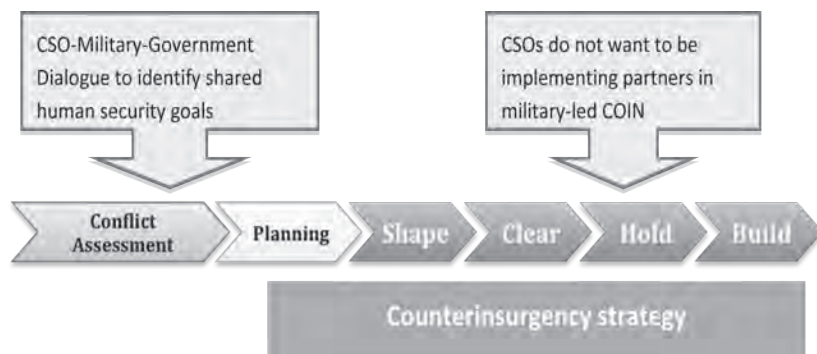 CSO-Military-Government
Dialogue to identify shared
human security goals
CSOs do not want to be
implementing partners in
military-led COIN
Conflict
Assessment
Planning
Shape
Clear
Hold
Build
Counterinsurgency strategy